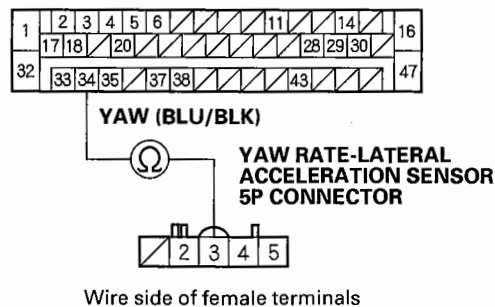 1 2 3 4 5 6 11 14 16
17 18 20 28 29 30
32 33 34 35 37 38 43 47
YAW (BLU/BLK)
Ω
YAW RATE-LATERAL
ACCELERATION SENSOR
5P CONNECTOR
2 3 4 5
Wire side of female terminals